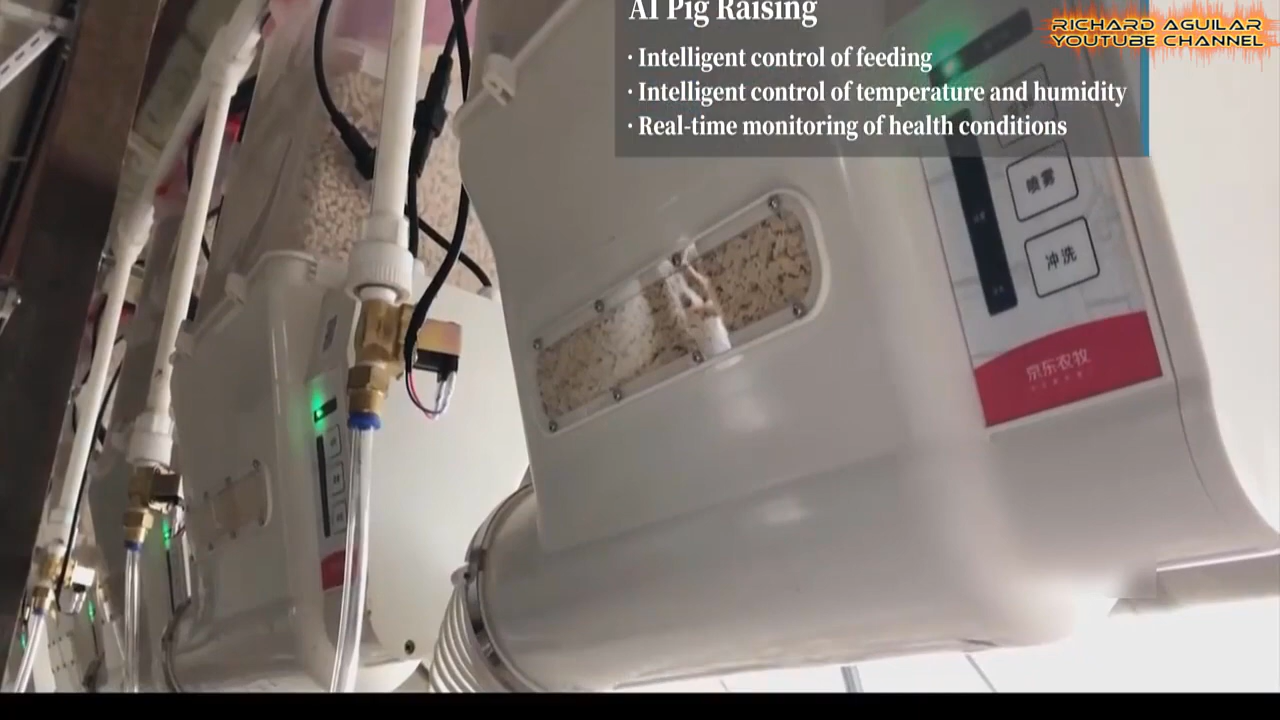 AI Pig Raising
· Intelligent control of feeding
· Intelligent control of temperature and humidity
· Real-time monitoring of health conditions
RICHARD AGUILAR
YOUTUBE CHANNEL
喷雾
冲洗
京东农牧